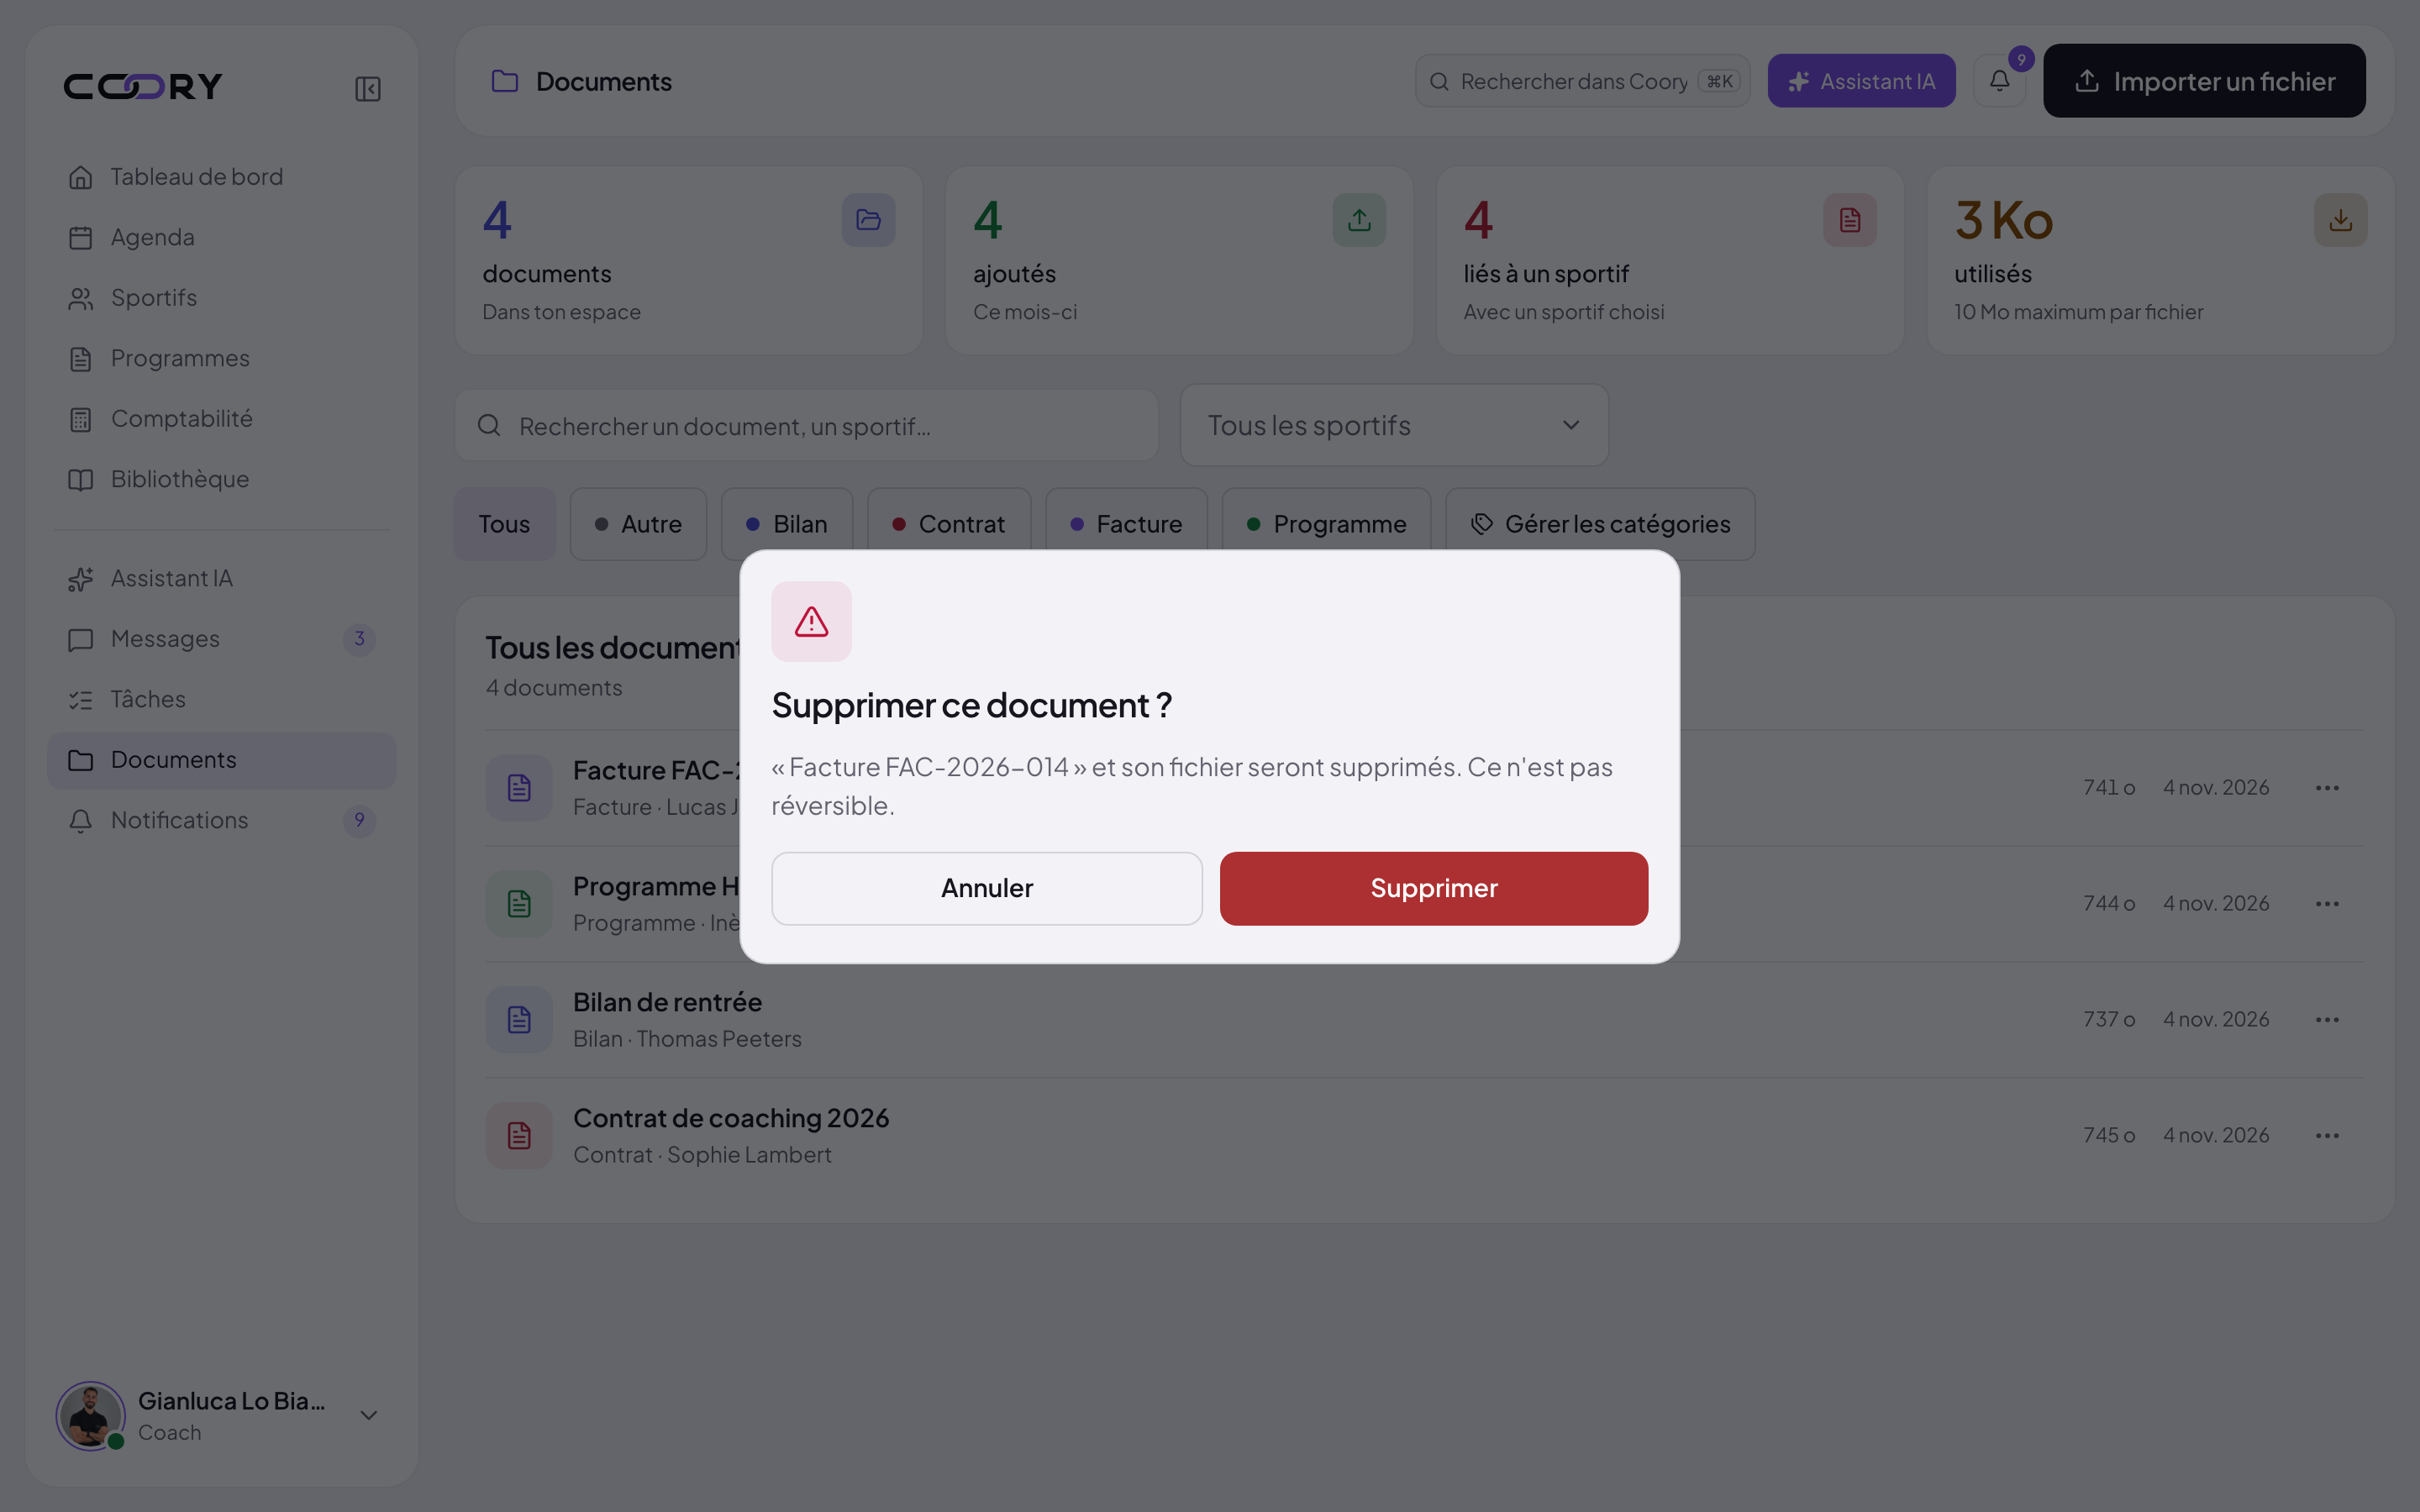 COORY
Tableau de bord
Agenda
Sportifs
Programmes
Comptabilité
Bibliothèque
Assistant IA
Messages 3
Tâches
Documents
Notifications 9
Gianluca Lo Bia...
Coach
Documents
Rechercher dans Coory ⌘K
Assistant IA
9
Importer un fichier
4
documents
Dans ton espace
4
ajoutés
Ce mois-ci
4
liés à un sportif
Avec un sportif choisi
3 Ko
utilisés
10 Mo maximum par fichier
Rechercher un document, un sportif...
Tous les sportifs
Tous
Autre
Bilan
Contrat
Facture
Programme
Gérer les catégories
Tous les document
4 documents
Facture FAC-2
Facture · Lucas J
741 o 4 nov. 2026
Programme H
Programme · Inè
744 o 4 nov. 2026
Bilan de rentrée
Bilan · Thomas Peeters
737 o 4 nov. 2026
Contrat de coaching 2026
Contrat · Sophie Lambert
745 o 4 nov. 2026
Supprimer ce document ?
« Facture FAC-2026-014 » et son fichier seront supprimés. Ce n'est pas
réversible.
Annuler
Supprimer